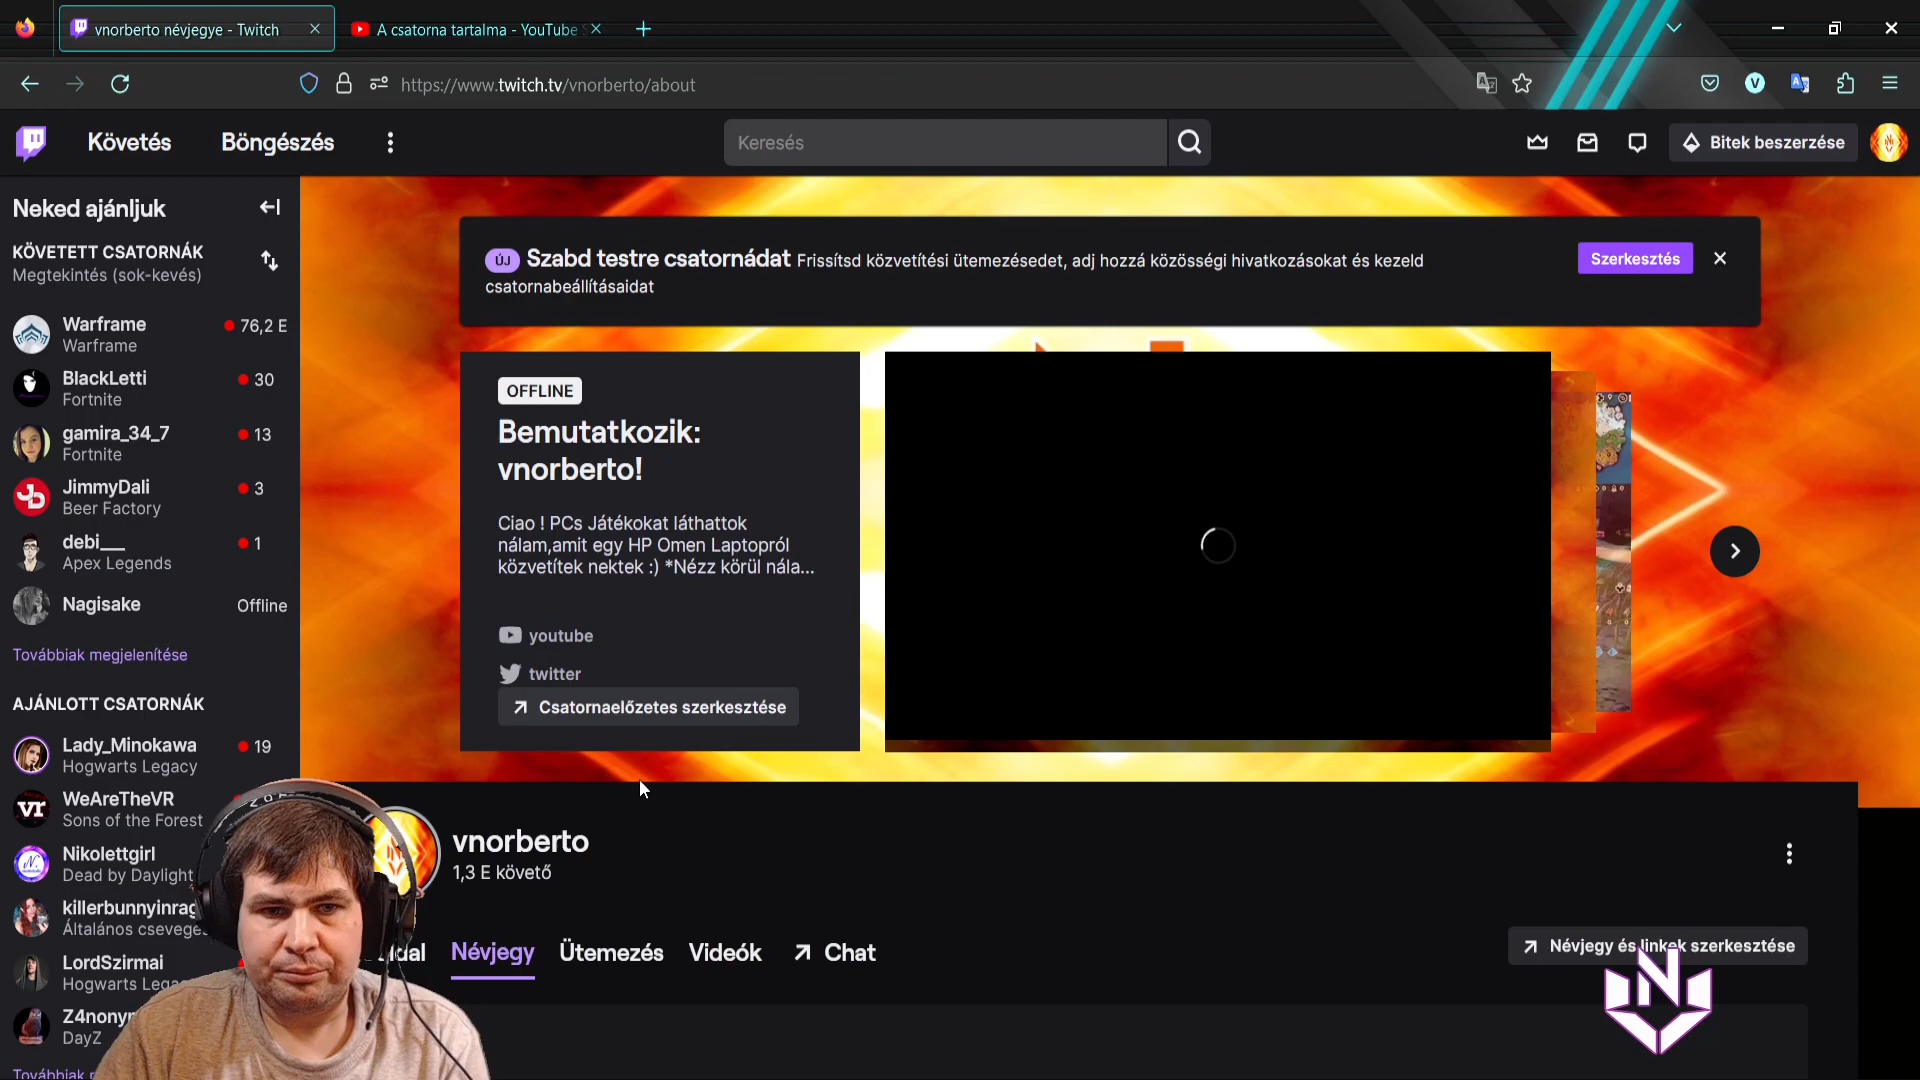 vnorberto névjegye - Twitch
A csatorna tartalma - YouTube
https://www.twitch.tv/vnorberto/about
V
Követés
Böngészés
Keresés
Bitek beszerzése
Neked ajánljuk
KÖVETETT CSATORNÁK
Megtekintés (sok-kevés)
Warframe
76,2 E
Warframe
BlackLetti
30
Fortnite
gamira_34_7
13
Fortnite
JimmyDali
3
Beer Factory
debi__
1
Apex Legends
Nagisake
Offline
Továbbiak megjelenítése
AJÁNLOTT CSATORNÁK
Lady_Minokawa
19
Hogwarts Legacy
WeAreTheVR
Sons of the Forest
Nikolettgirl
Dead by Daylight
killerbunnyinrag
Általános cseveges
LordSzirmai
Hogwarts Lega
Z4nonyn
DayZ
Továbbiak
ÚJ Szabd testre csatornádat Frissítsd közvetítési ütemezésedet, adj hozzá közösségi hivatkozásokat és kezeld
csatornabeállításaidat
Szerkesztés
OFFLINE
Bemutatkozik:
vnorberto!
Ciao ! PCs Játékokat láthattok
nálam,amit egy HP Omen Laptopról
közvetítek nektek :) *Nézz körül nála...
youtube
twitter
Csatornaelőzetes szerkesztése
vnorberto
1,3 E követő
Névjegy
Ütemezés
Videók
Chat
Névjegy és linkek szerkesztése